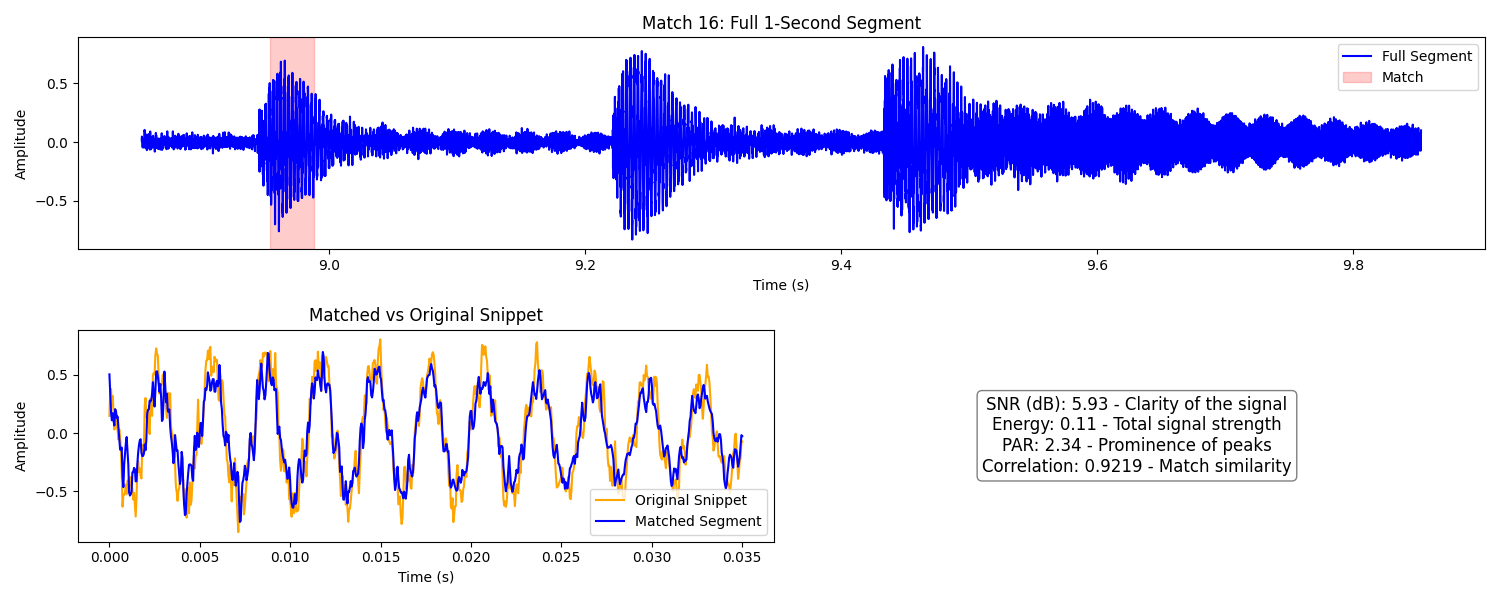 Match 16: Full 1-Second Segment
Amplitude
0.5
0.0
−0.5
Full Segment
Match
9.0 9.2 9.4 9.6 9.8
Time (s)
Matched vs Original Snippet
Amplitude
0.5
0.0
−0.5
Original Snippet
Matched Segment
0.000 0.005 0.010 0.015 0.020 0.025 0.030 0.035
Time (s)
SNR (dB): 5.93 - Clarity of the signal
Energy: 0.11 - Total signal strength
PAR: 2.34 - Prominence of peaks
Correlation: 0.9219 - Match similarity